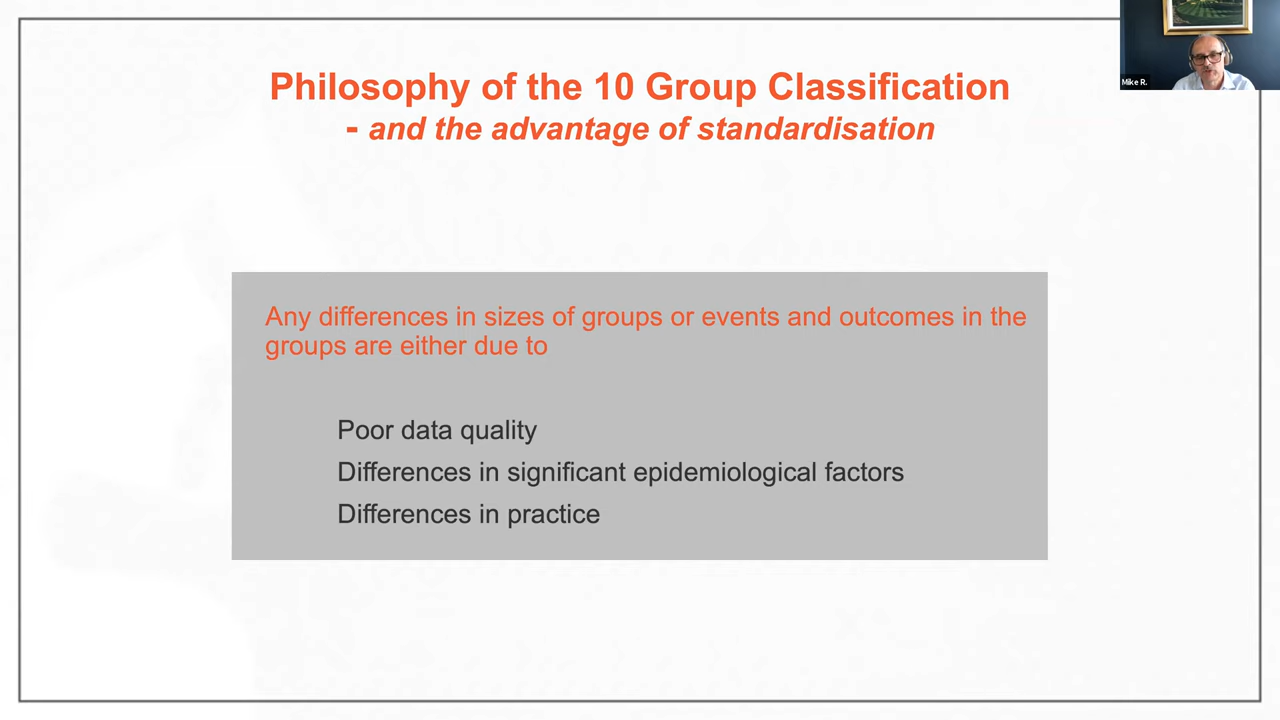 Philosophy of the 10 Group Classification
- and the advantage of standardisation
Mike R.
Any differences in sizes of groups or events and outcomes in the
groups are either due to
Poor data quality
Differences in significant epidemiological factors
Differences in practice